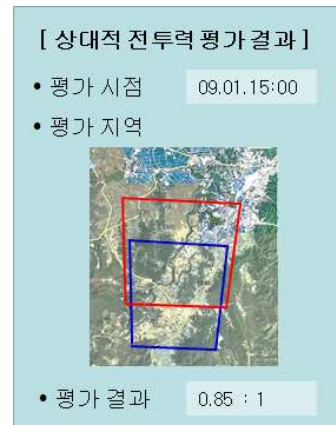 [ 상대적 전투력 평가 결과 ]
• 평가 시점 09.01.15:00
• 평가 지역
• 평가 결과 0.85 : 1